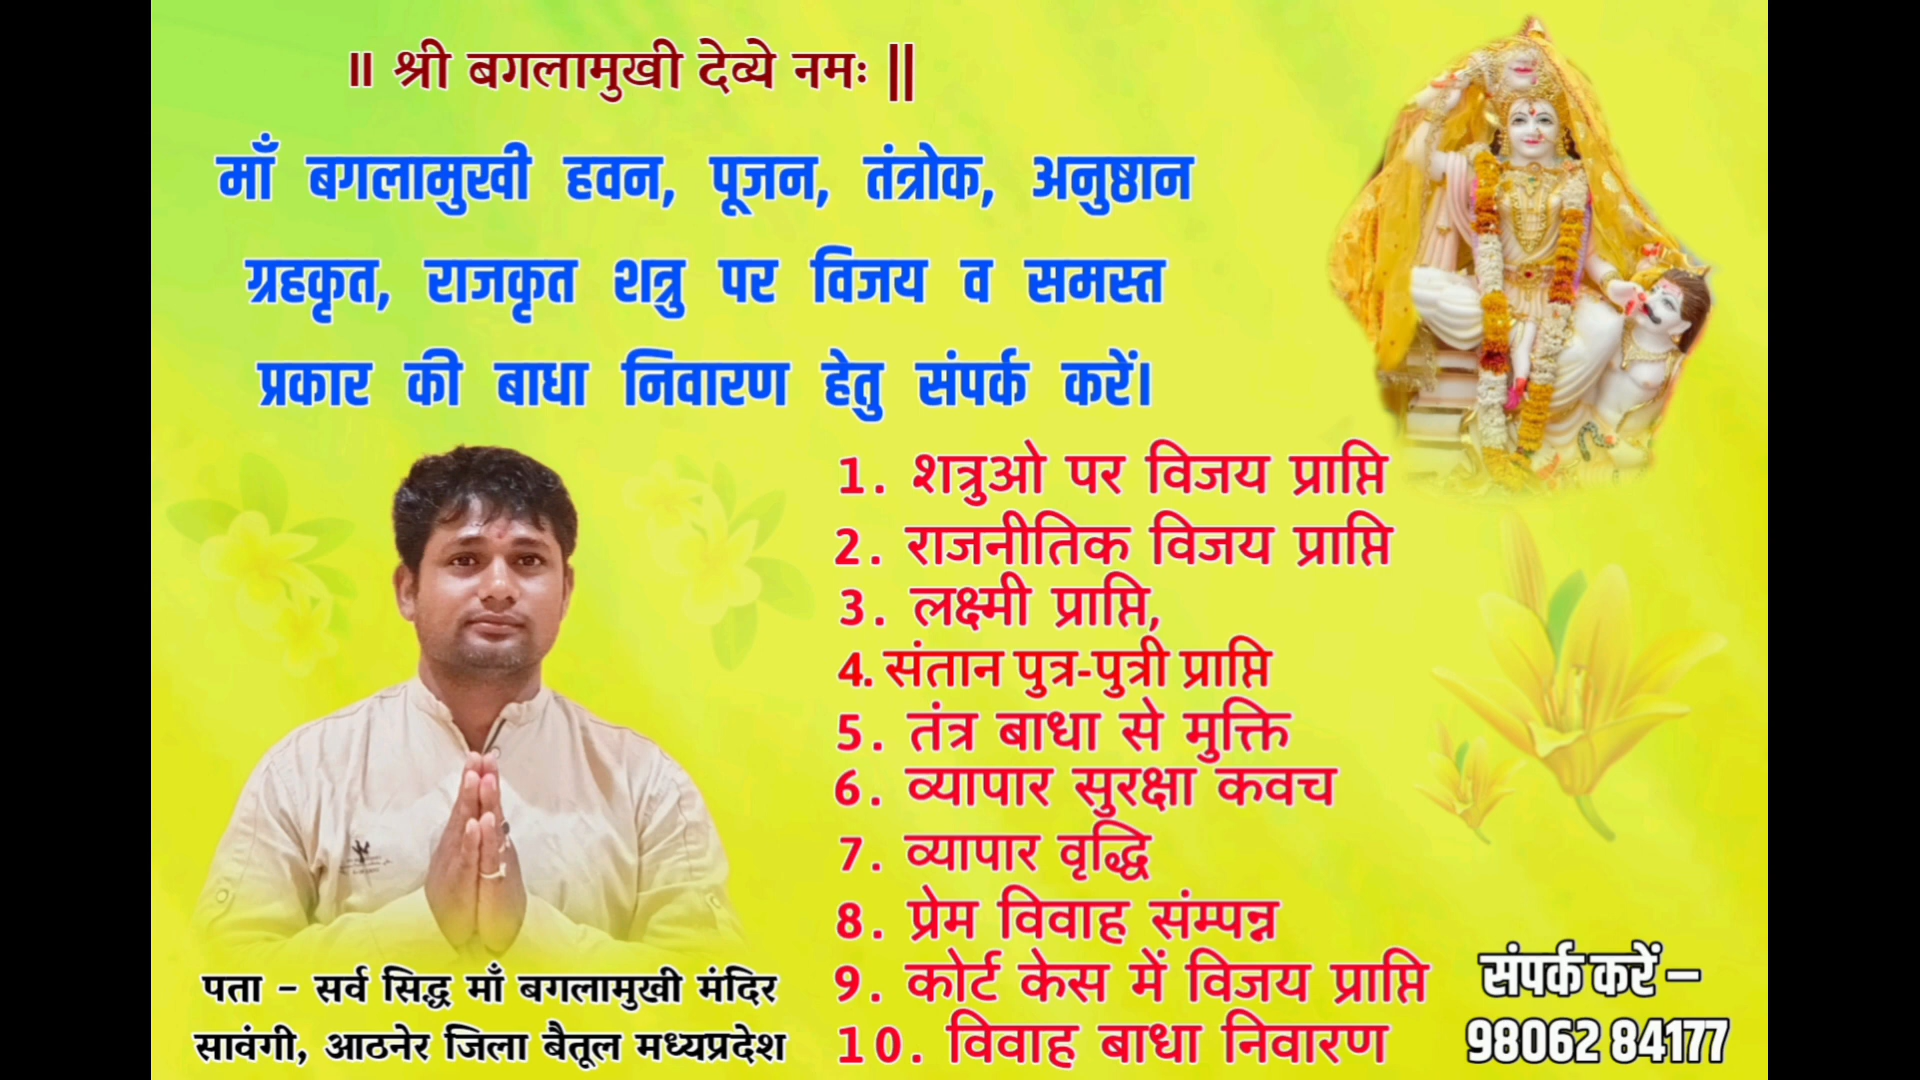 ॥ श्री बगलामुखी देव्ये नमः ||
माँ बगलामुखी हवन, पूजन, तंत्रोक, अनुष्ठान
ग्रहकृत, राजकृत शत्रु पर विजय व समस्त
प्रकार की बाधा निवारण हेतु संपर्क करें।
1. शत्रुओ पर विजय प्राप्ति
2. राजनीतिक विजय प्राप्ति
3. लक्ष्मी प्राप्ति,
4. संतान पुत्र-पुत्री प्राप्ति
5. तंत्र बाधा से मुक्ति
6. व्यापार सुरक्षा कवच
7. व्यापार वृद्धि
8. प्रेम विवाह संम्पन्न
9. कोर्ट केस में विजय प्राप्ति
10. विवाह बाधा निवारण
पता - सर्व सिद्ध माँ बगलामुखी मंदिर
सावंगी, आठनेर जिला बैतूल मध्यप्रदेश
संपर्क करें –
98062 84177